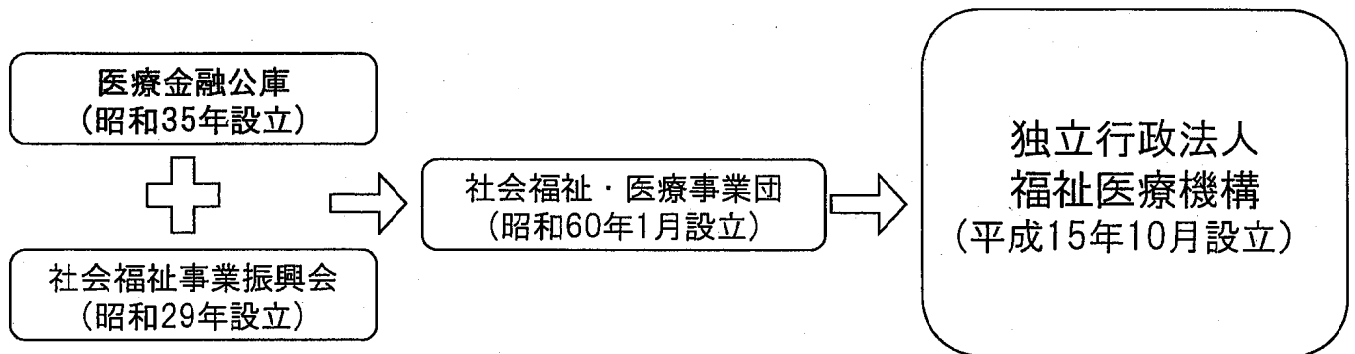 医療金融公庫
(昭和35年設立)
社会福祉事業振興会
(昭和29年設立)
社会福祉・医療事業団
(昭和60年1月設立)
独立行政法人
福祉医療機構
(平成15年10月設立)